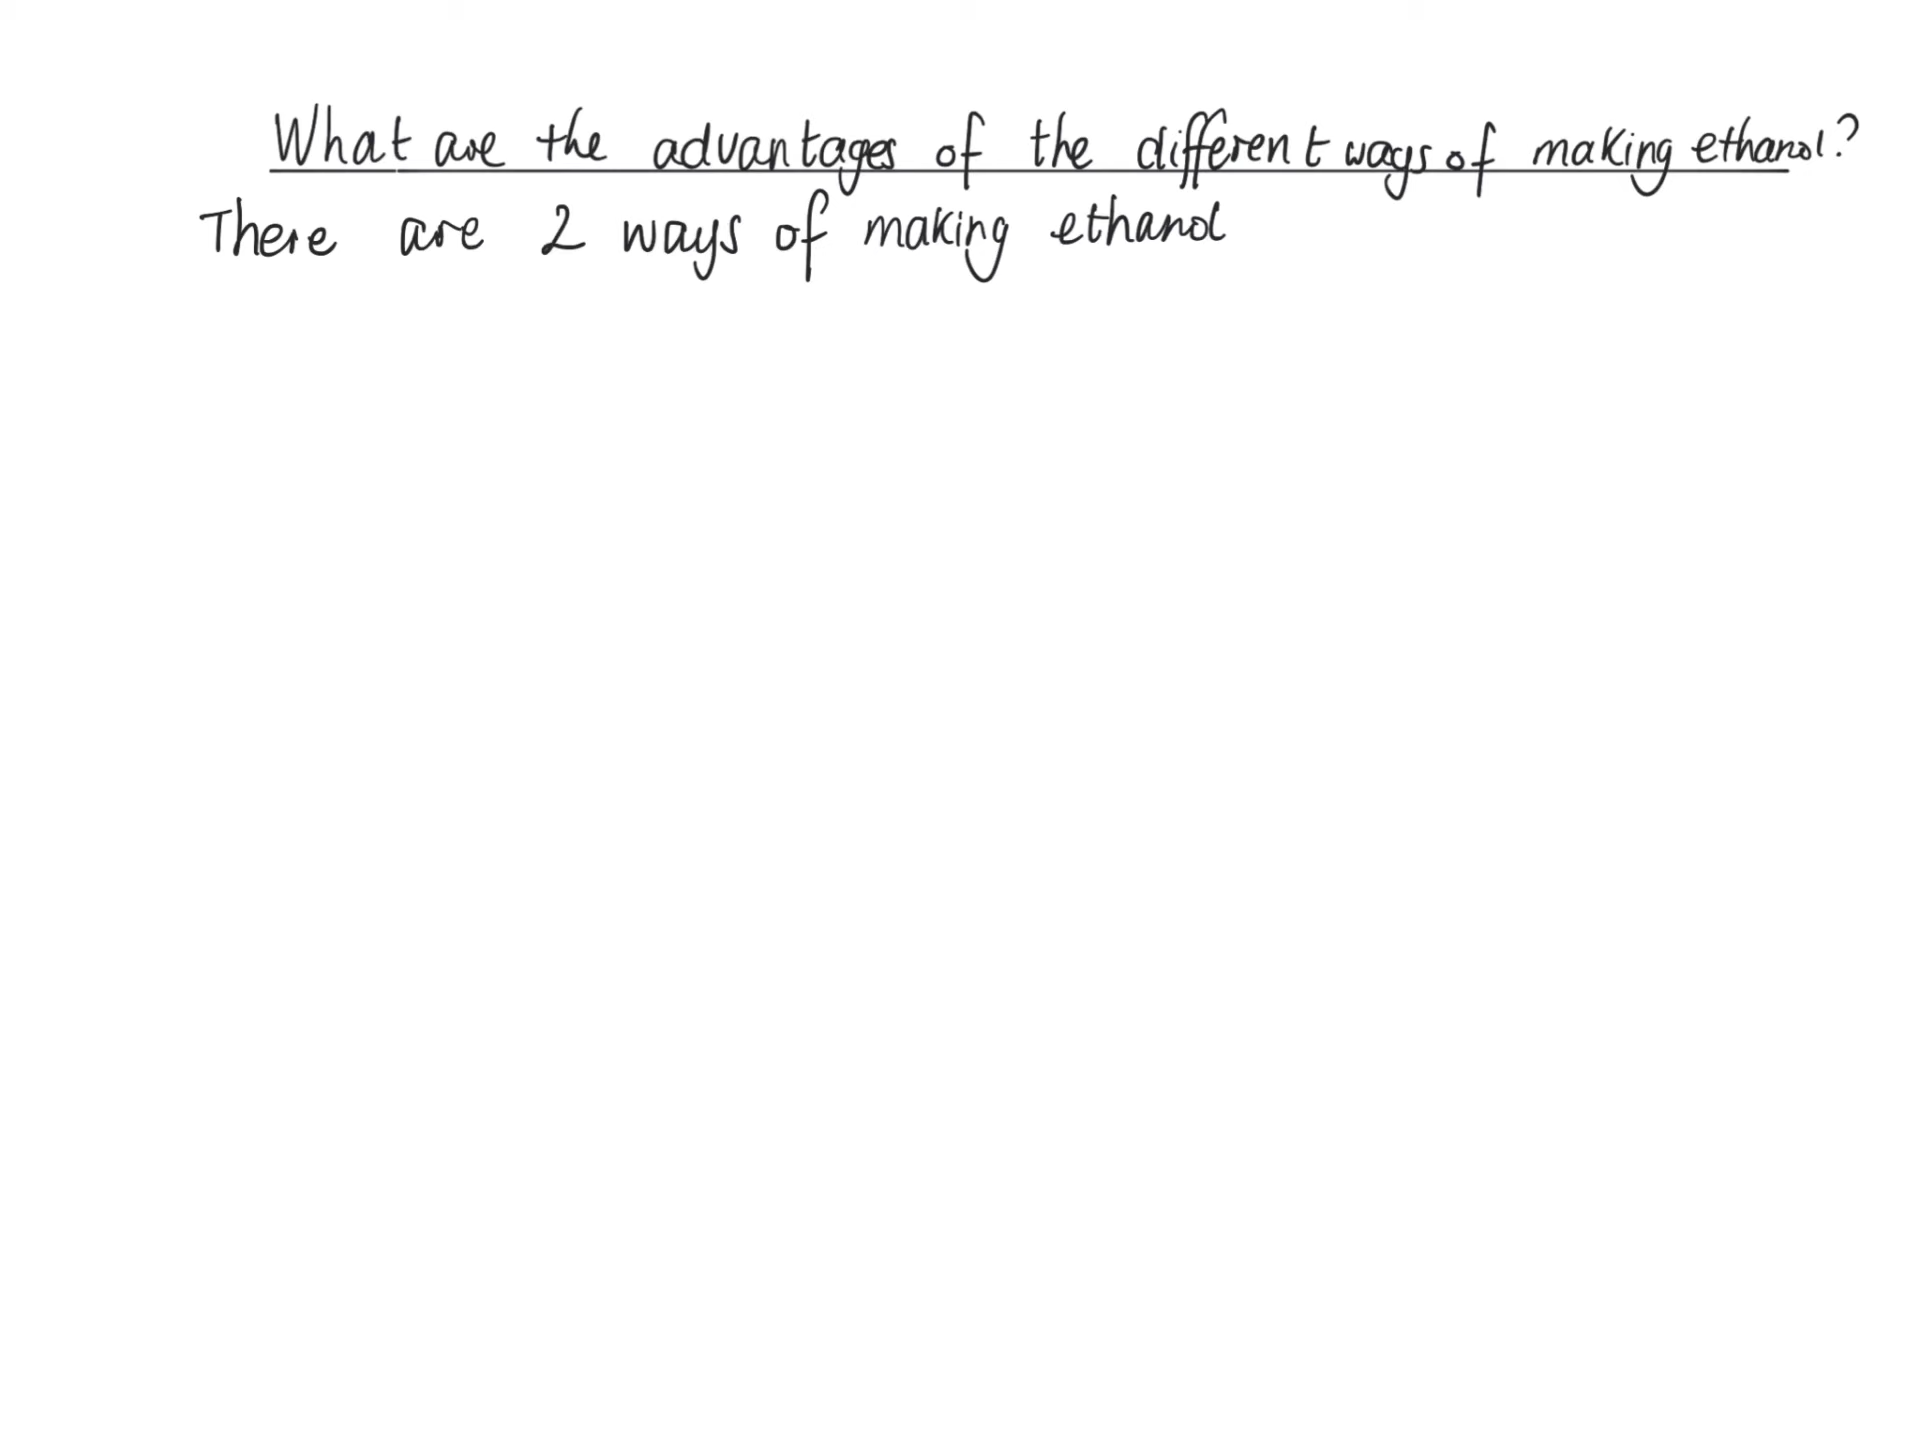 What are the advantages of the different ways of making ethanol?
There are 2 ways of making ethanol